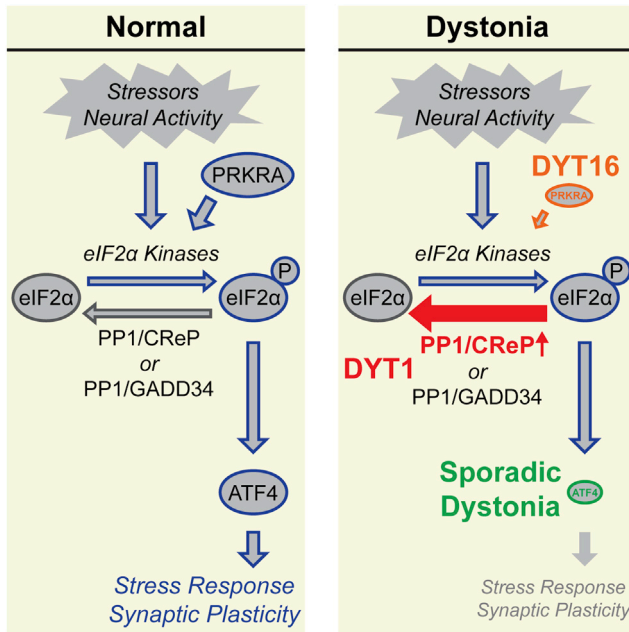 Normal
Stressors
Neural Activity
PRKRA
eIF2α Kinases
P
eIF2α
eIF2α
PP1/CReP
or
PP1/GADD34
ATF4
Stress Response
Synaptic Plasticity
Dystonia
Stressors
Neural Activity
DYT16
PRKRA
eIF2α Kinases
P
eIF2α
eIF2α
PP1/CReP
DYT1
or
PP1/GADD34
Sporadic
Dystonia
ATF4
Stress Response
Synaptic Plasticity